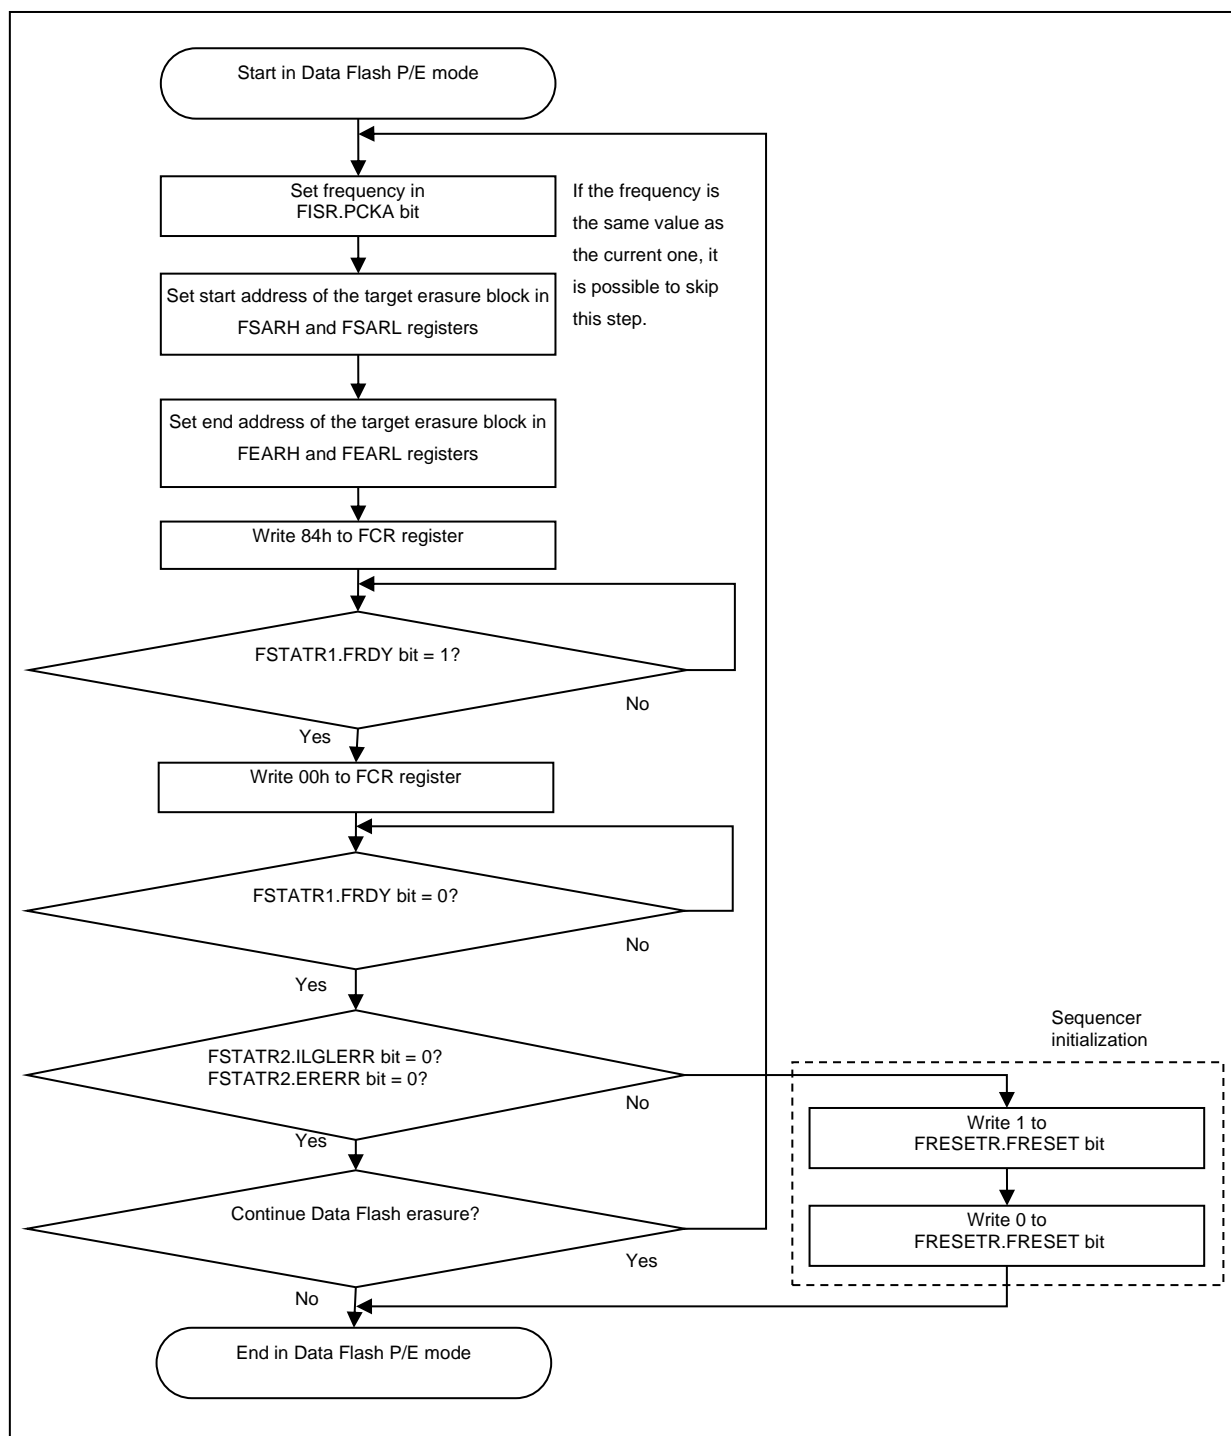 Start in Data Flash P/E mode
Set frequency in
FISR.PCKA bit
If the frequency is
the same value as
the current one, it
is possible to skip
this step.
Set start address of the target erasure block in
FSARH and FSARL registers
Set end address of the target erasure block in
FEARH and FEARL registers
Write 84h to FCR register
FSTATR1.FRDY bit = 1?
No
Yes
Write 00h to FCR register
FSTATR1.FRDY bit = 0?
No
Yes
FSTATR2.ILGLERR bit = 0?
FSTATR2.ERERR bit = 0?
No
Yes
Sequencer
initialization
Write 1 to
FRESETR.FRESET bit
Write 0 to
FRESETR.FRESET bit
Continue Data Flash erasure?
Yes
No
End in Data Flash P/E mode